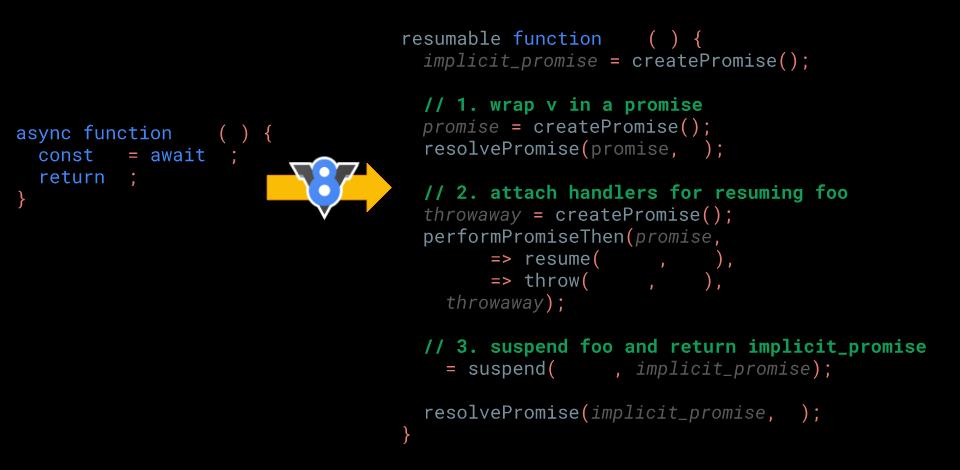 async function ( ) {
const = await ;
return ;
}
8
resumable function ( ) {
implicit_promise = createPromise();
// 1. wrap v in a promise
promise = createPromise();
resolvePromise(promise, );
// 2. attach handlers for resuming foo
throwaway = createPromise();
performPromiseThen(promise,
=> resume( , ),
=> throw( , ),
throwaway);
// 3. suspend foo and return implicit_promise
= suspend( , implicit_promise);
resolvePromise(implicit_promise, );
}